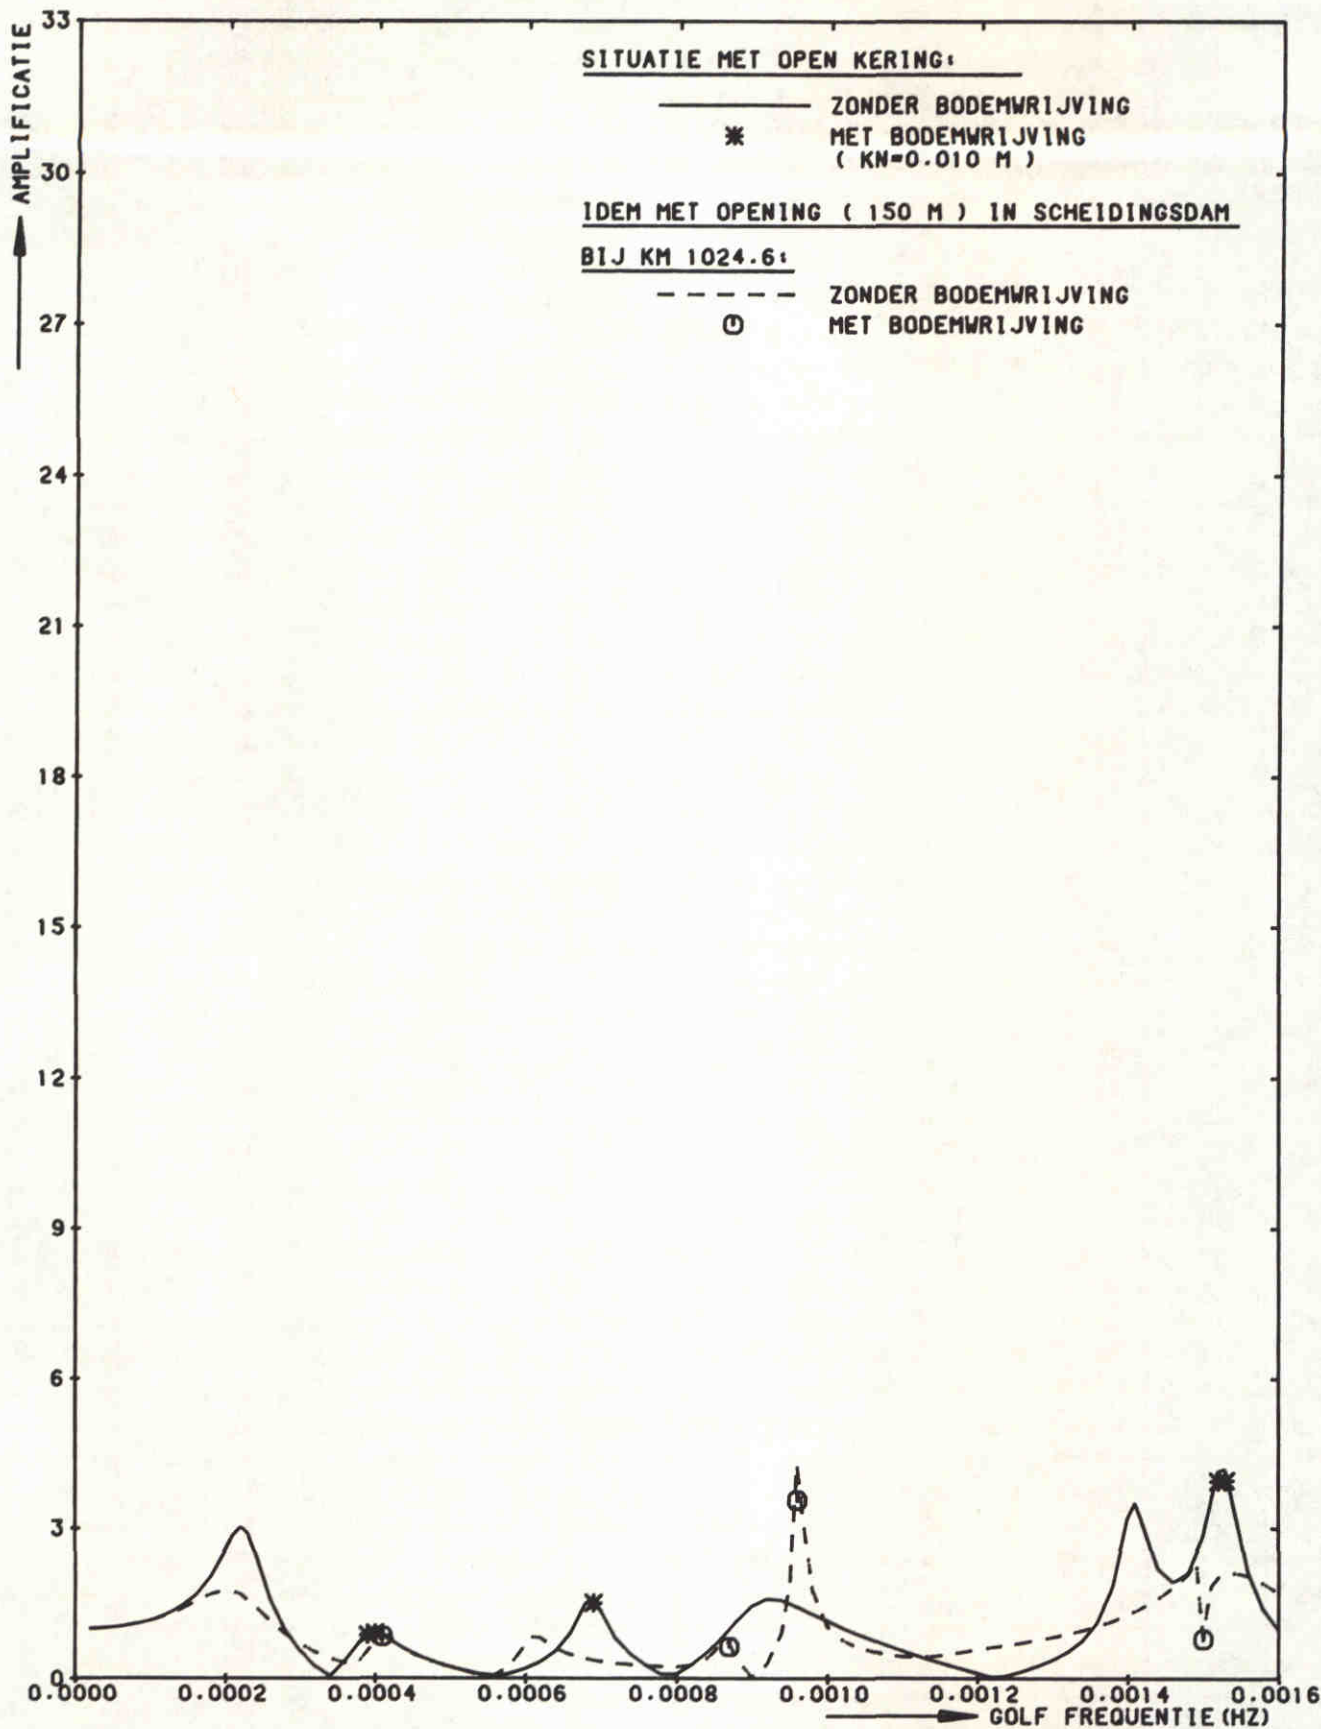 AMPLIFICATIE
SITUATIE MET OPEN KERING:
ZONDER BODEMWRIJVING
MET BODEMWRIJVING
( KN=0.010 M )
IDEM MET OPENING ( 150 M ) IN SCHEIDINGSDAM
BIJ KM 1024.6:
ZONDER BODEMWRIJVING
MET BODEMWRIJVING
33
30
27
24
21
18
15
12
9
6
3
0
0.0000 0.0002 0.0004 0.0006 0.0008 0.0010 0.0012 0.0014 0.0016
GOLF FREQUENTIE (HZ)